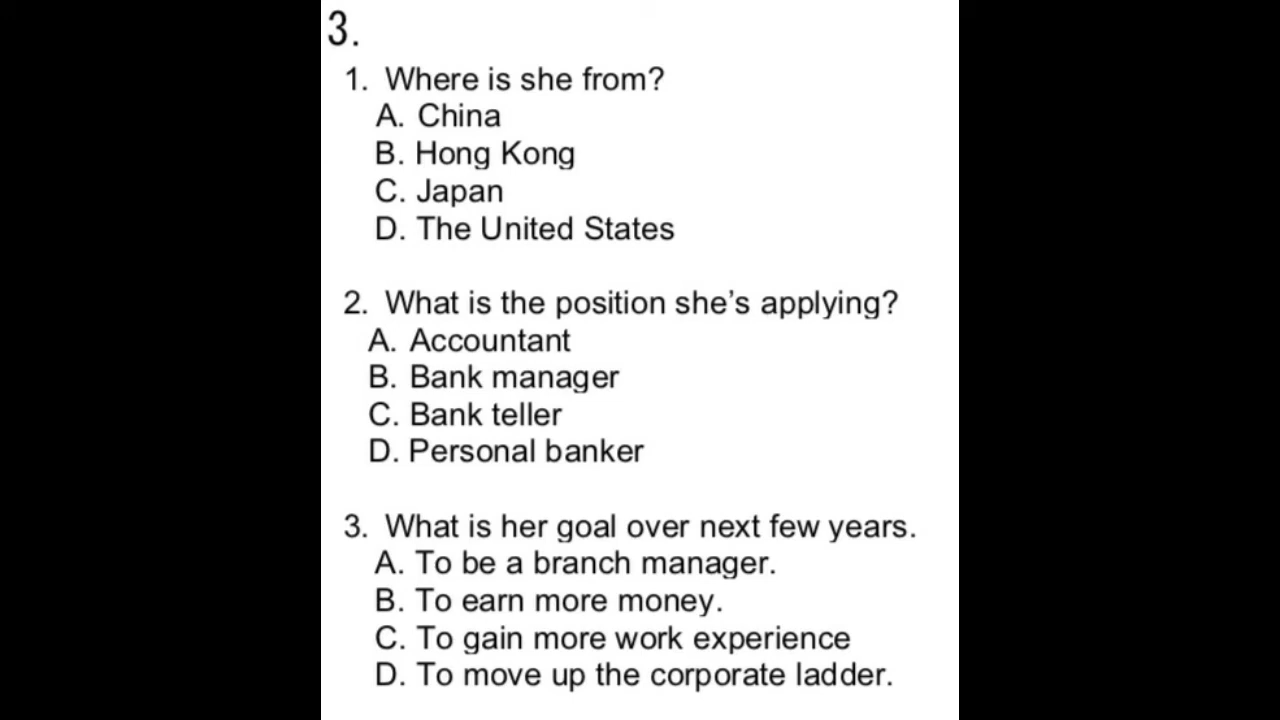 3.
1. Where is she from?
A. China
B. Hong Kong
C. Japan
D. The United States
2. What is the position she’s applying?
A. Accountant
B. Bank manager
C. Bank teller
D. Personal banker
3. What is her goal over next few years.
A. To be a branch manager.
B. To earn more money.
C. To gain more work experience
D. To move up the corporate ladder.